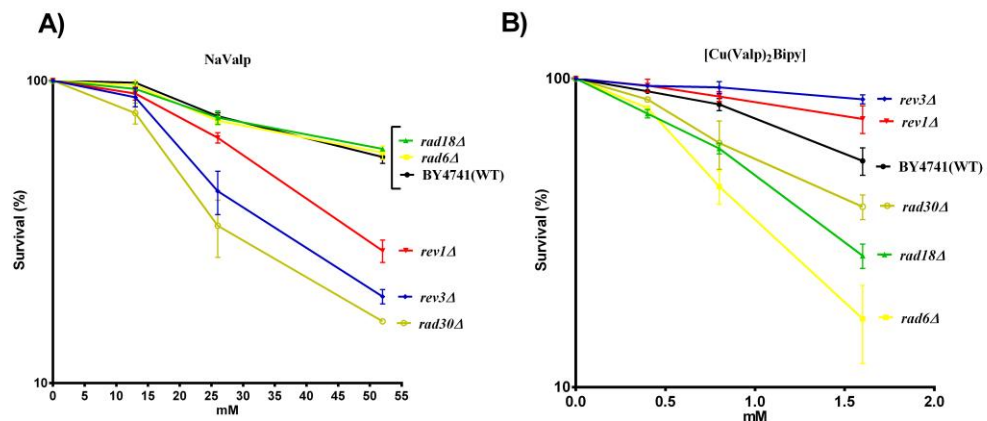 A)
NaValp
100
10
Survival (%)
0 5 10 15 20 25 30 35 40 45 50 55
mM
rad18Δ
rad6Δ
BY4741(WT)
rev1Δ
rev3Δ
rad30Δ
B)
[Cu(Valp)₂Bipy]
100
10
Survival (%)
0.0 0.5 1.0 1.5 2.0
mM
rev3Δ
rev1Δ
BY4741(WT)
rad30Δ
rad18Δ
rad6Δ